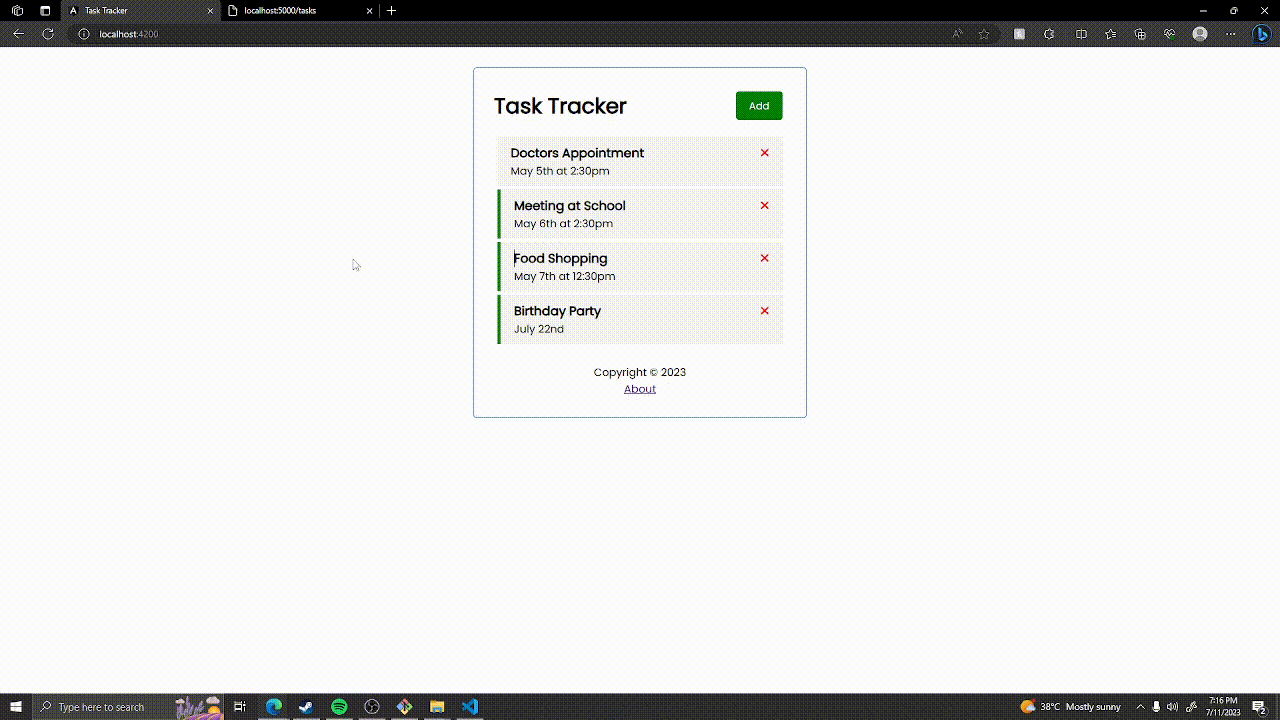 Task Tracker
localhost:5000/tasks
localhost:4200
Task Tracker
Add
Doctors Appointment
May 5th at 2:30pm
Meeting at School
May 6th at 2:30pm
Food Shopping
May 7th at 12:30pm
Birthday Party
July 22nd
Copyright © 2023
About
Type here to search
38°C Mostly sunny
7:16 PM
7/11/2023
2